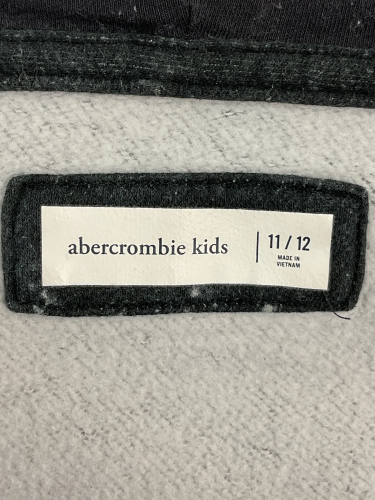 abercrombie kids
11 / 12
MADE IN
VIETNAM